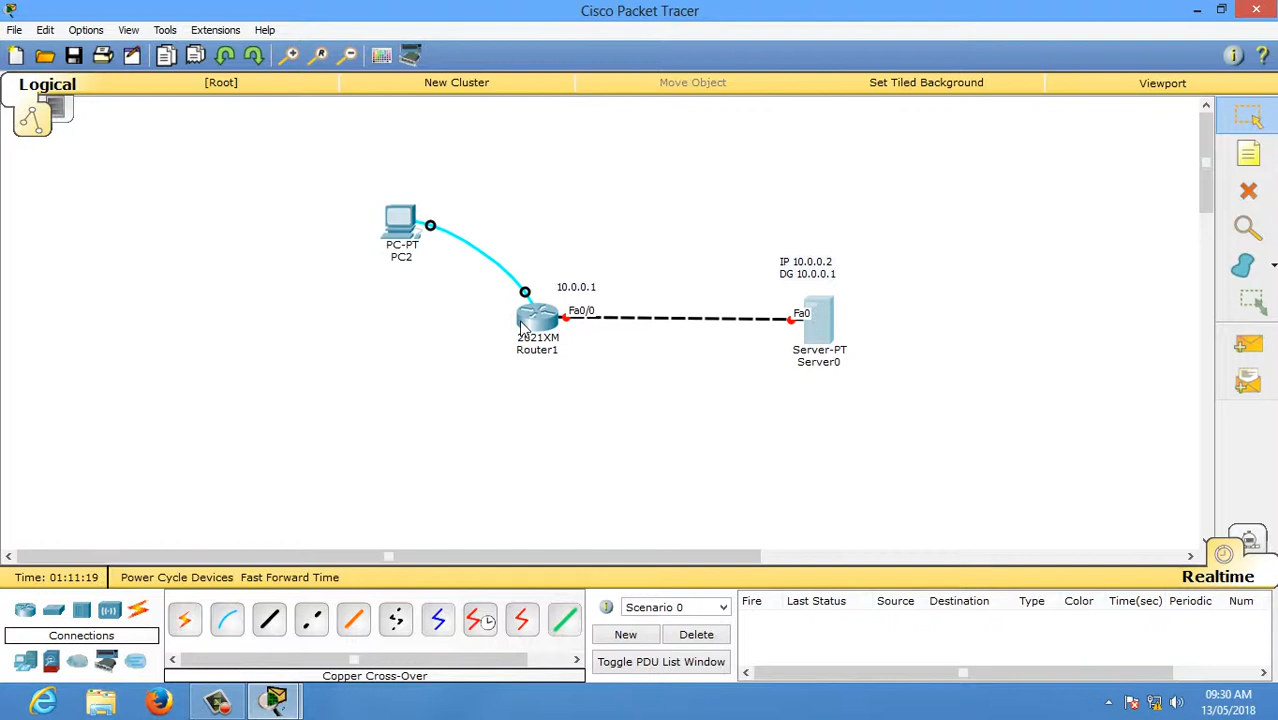 Cisco Packet Tracer
File Edit Options View Tools Extensions Help
Logical [Root] New Cluster Move Object Set Tiled Background Viewport
PC-PT
PC2
IP 10.0.0.2
DG 10.0.0.1
10.0.0.1
Fa0/0
Fa0
2621XM
Router1
Server-PT
Server0
Time: 01:11:19 Power Cycle Devices Fast Forward Time
Realtime
Connections
Copper Cross-Over
Scenario 0
New Delete
Toggle PDU List Window
Fire Last Status Source Destination Type Color Time(sec) Periodic Num
09:30 AM
13/05/2018